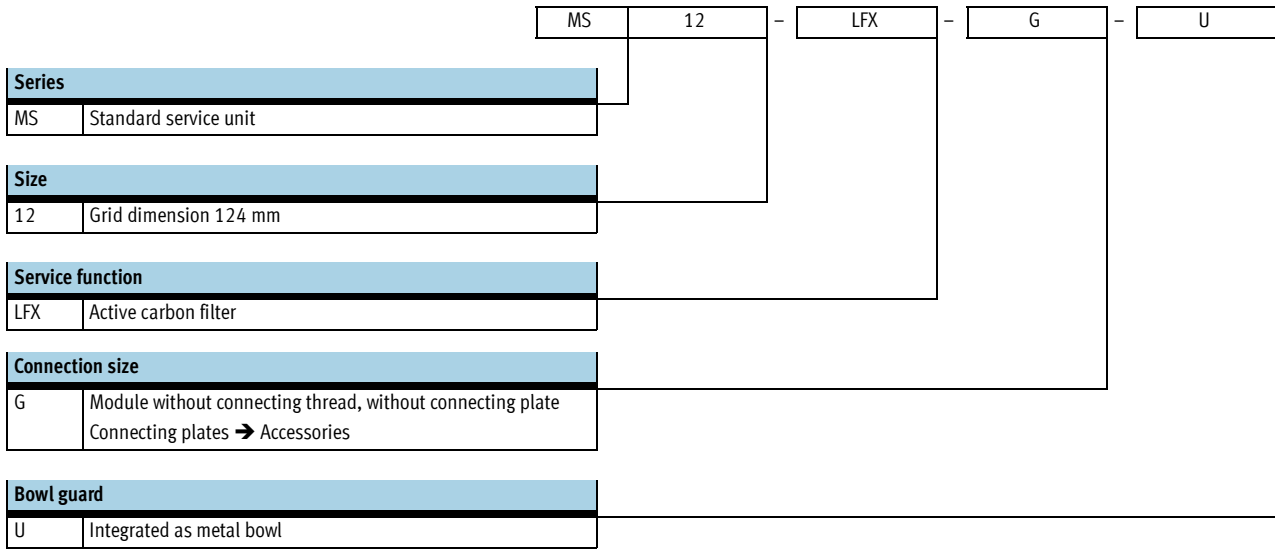 MS 12 – LFX – G – U
Series
MS Standard service unit
Size
12 Grid dimension 124 mm
Service function
LFX Active carbon filter
Connection size
G Module without connecting thread, without connecting plate
Connecting plates ➔ Accessories
Bowl guard
U Integrated as metal bowl